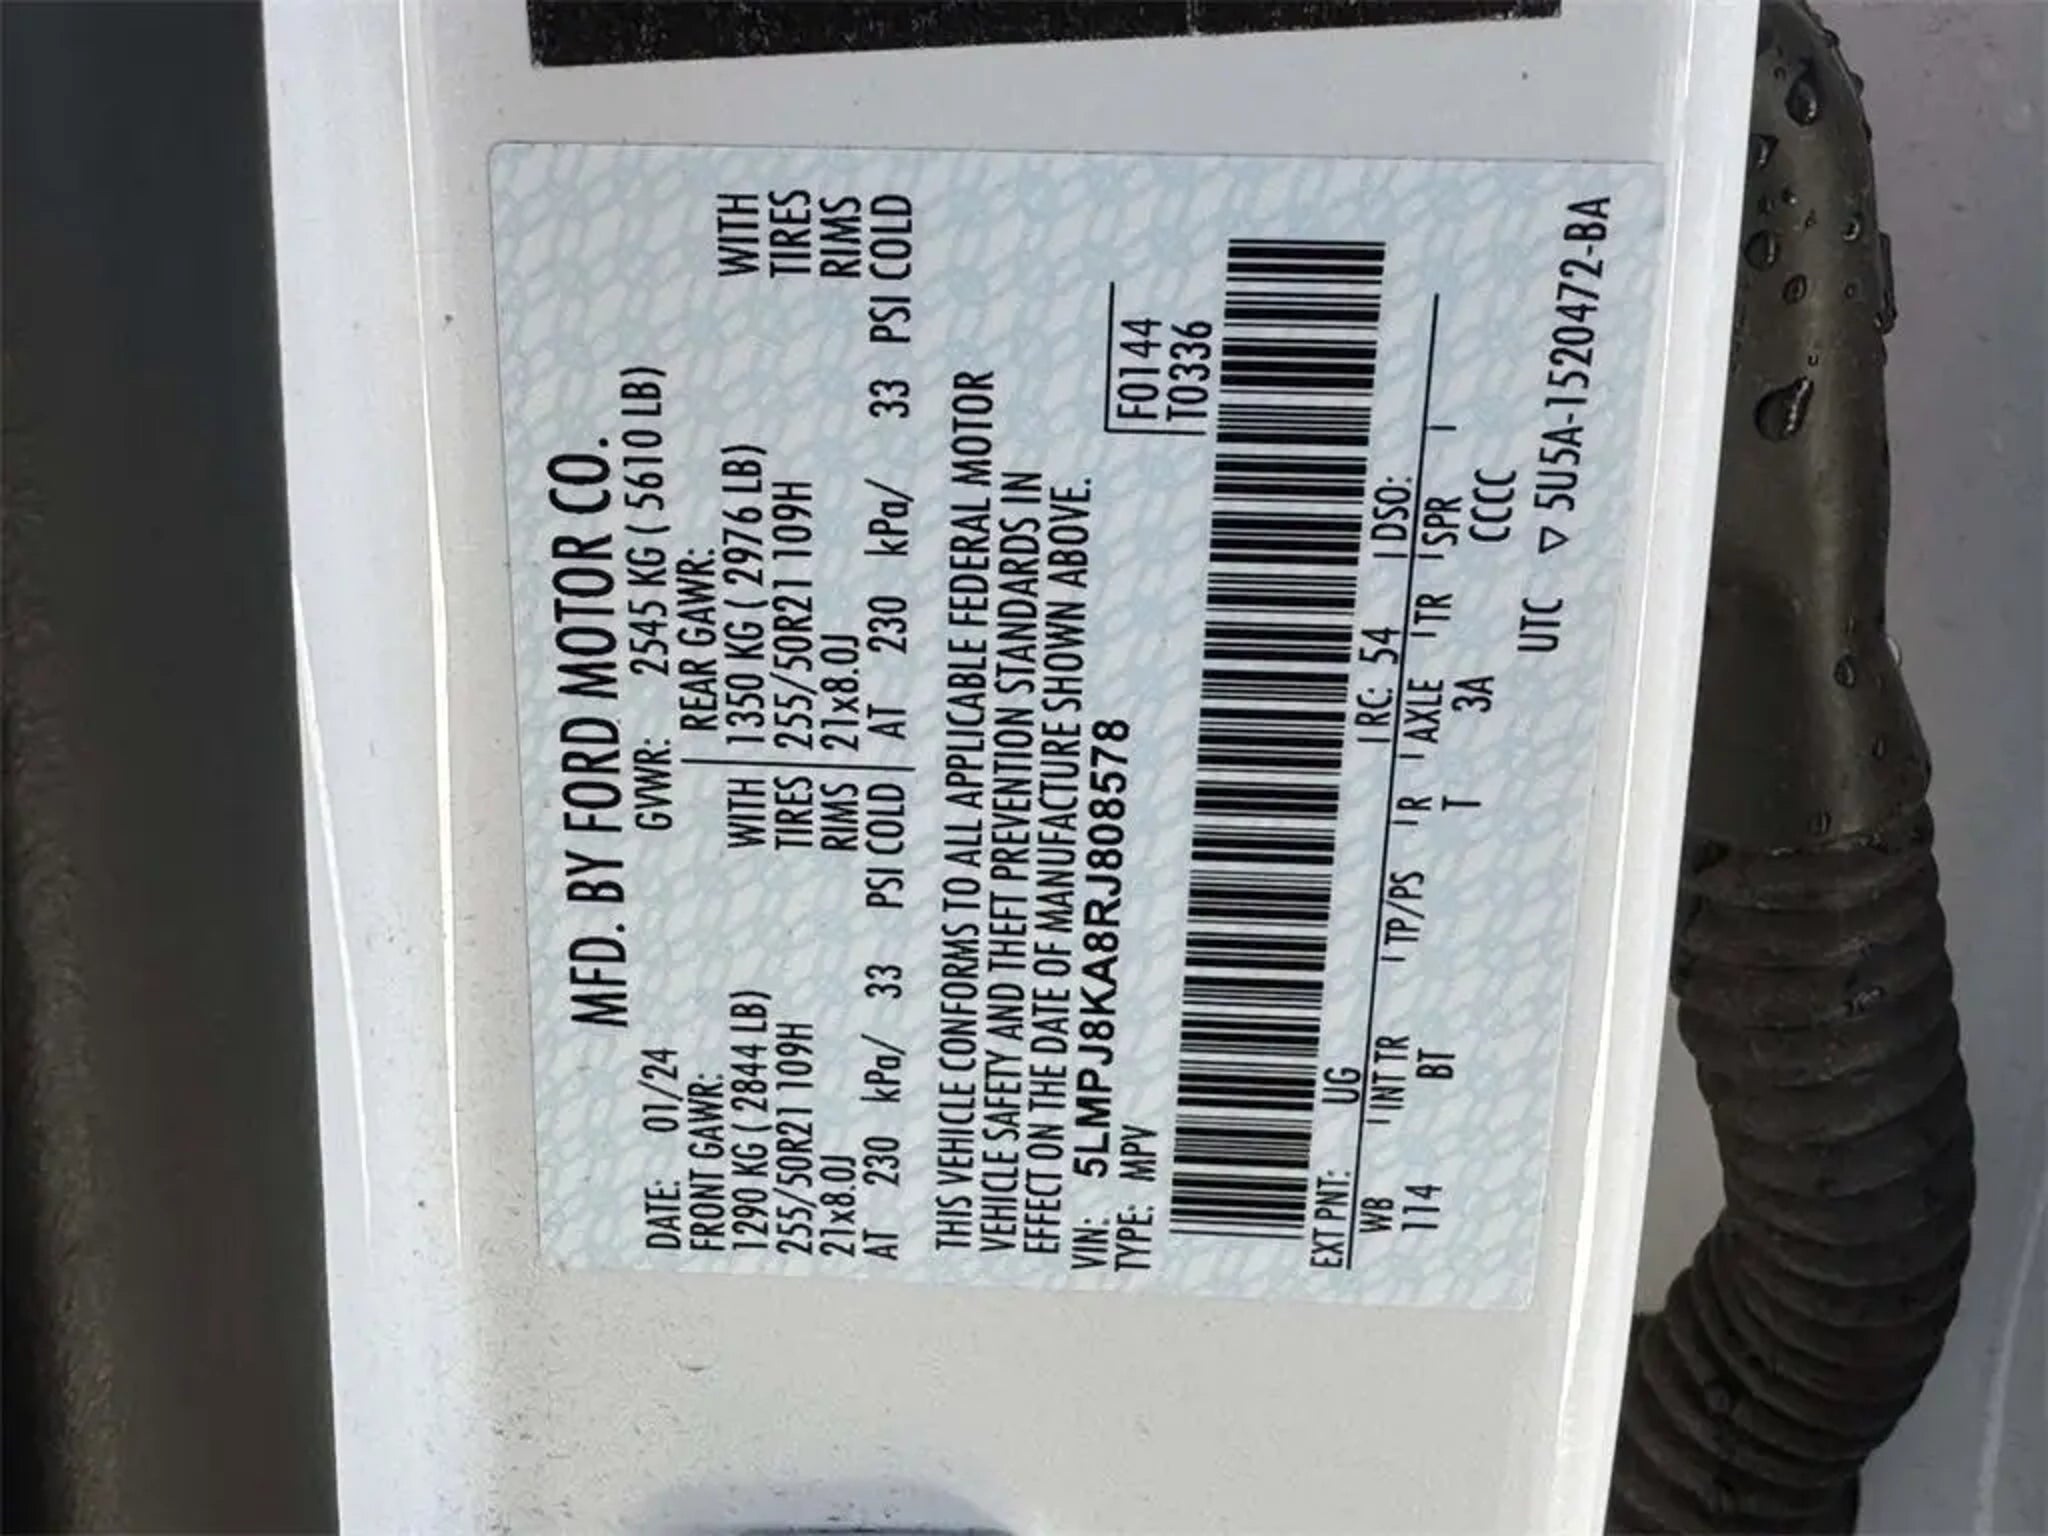 MFD. BY FORD MOTOR CO.
DATE: 01/24 GVWR: 2545 KG ( 5610 LB)
FRONT GAWR: REAR GAWR:
1290 KG ( 2844 LB) WITH 1350 KG ( 2976 LB) WITH
255/50R21 109H TIRES 255/50R21 109H TIRES
21x8.0J RIMS 21x8.0J RIMS
AT 230 kPa/ 33 PSI COLD AT 230 kPa/ 33 PSI COLD
THIS VEHICLE CONFORMS TO ALL APPLICABLE FEDERAL MOTOR
VEHICLE SAFETY AND THEFT PREVENTION STANDARDS IN
EFFECT ON THE DATE OF MANUFACTURE SHOWN ABOVE.
VIN: 5LMPJ8KA8RJ808578
TYPE: MPV
F0144
T0336
EXT PNT: UG RC: 54 DSO:
WB INT TR TP/PS R AXLE TR SPR
114 BT T 3A CCCC
UTC ▽ 5U5A-1520472-BA